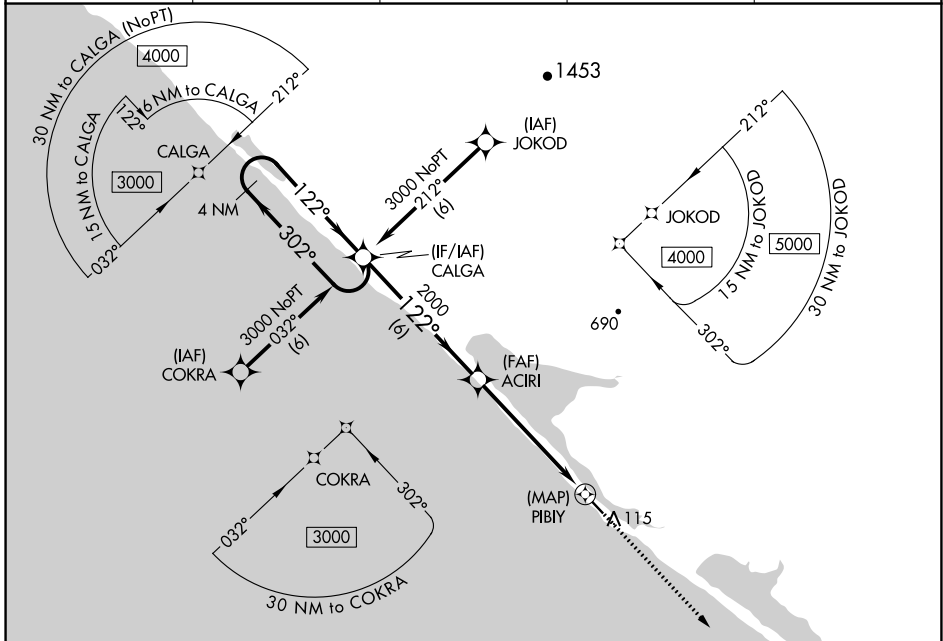 30 NM to CALGA (NoPT)
4000
212°
6 NM to CALGA
122°
15 NM to CALGA
3000
032°
CALGA
4 NM
122°
302°
1453
(IAF)
JOKOD
3000 NoPT
212°
(6)
(IF/IAF)
CALGA
3000 NoPT
032°
(6)
(IAF)
COKRA
2000
122°
(6)
212°
JOKOD
4000
5000
15 NM to JOKOD
30 NM to JOKOD
302°
690
(FAF)
ACIRI
(MAP)
PIBIY
115
COKRA
032°
302°
3000
30 NM to COKRA